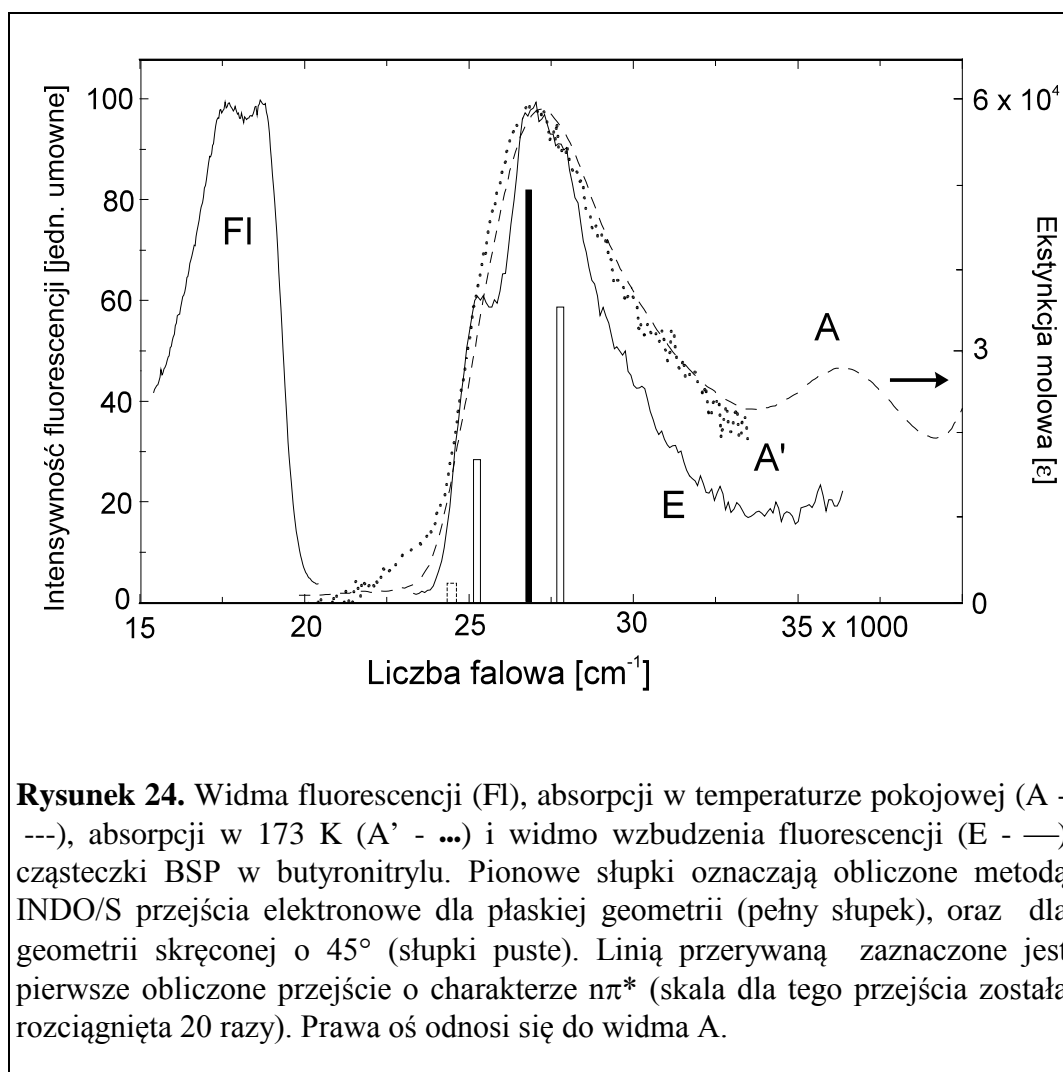 Intensywność fluorescencji [jedn. umowne]
100
80
60
40
20
0
Fl
A
A'
E
6 x 10⁴
3
0
Ekstynkcja molowa [ε]
15 20 25 30 35 x 1000
Liczba falowa [cm⁻¹]
Rysunek 24. Widma fluorescencji (Fl), absorpcji w temperaturze pokojowej (A -
---), absorpcji w 173 K (A’ - •••) i widmo wzbudzenia fluorescencji (E - —)
cząsteczki BSP w butyronitrylu. Pionowe słupki oznaczają obliczone metodą
INDO/S przejścia elektronowe dla płaskiej geometrii (pełny słupek), oraz dla
geometrii skręconej o 45° (słupki puste). Linią przerywaną zaznaczone jest
pierwsze obliczone przejście o charakterze nπ* (skala dla tego przejścia została
rozciągnięta 20 razy). Prawa oś odnosi się do widma A.